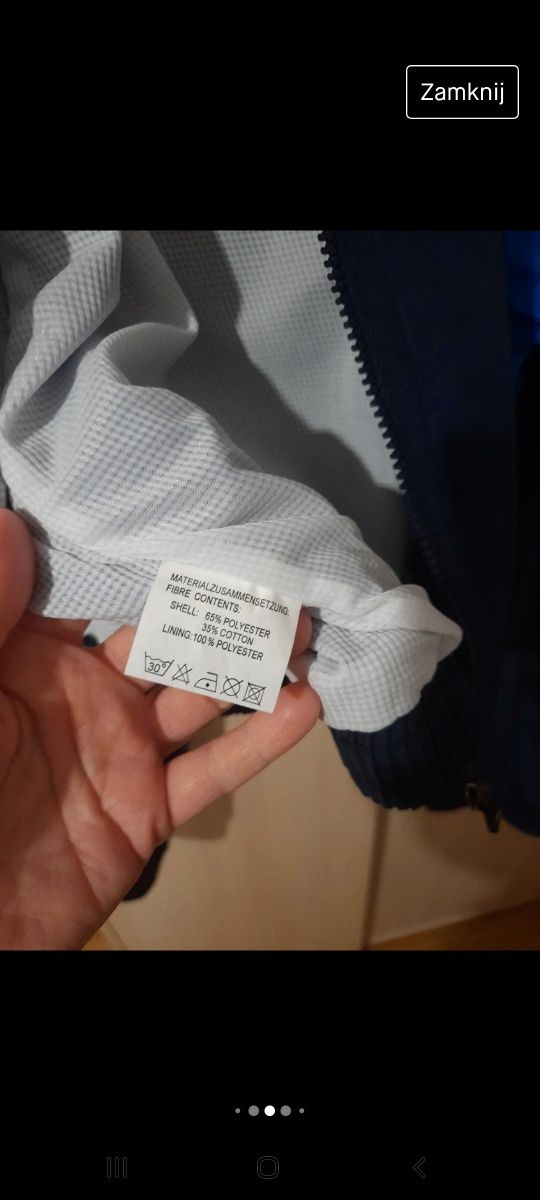 Zamknij
MATERIALZUSAMMENSETZUNG:
FIBRE CONTENTS:
SHELL: 65% POLYESTER
35% COTTON
LINING:100% POLYESTER
30°